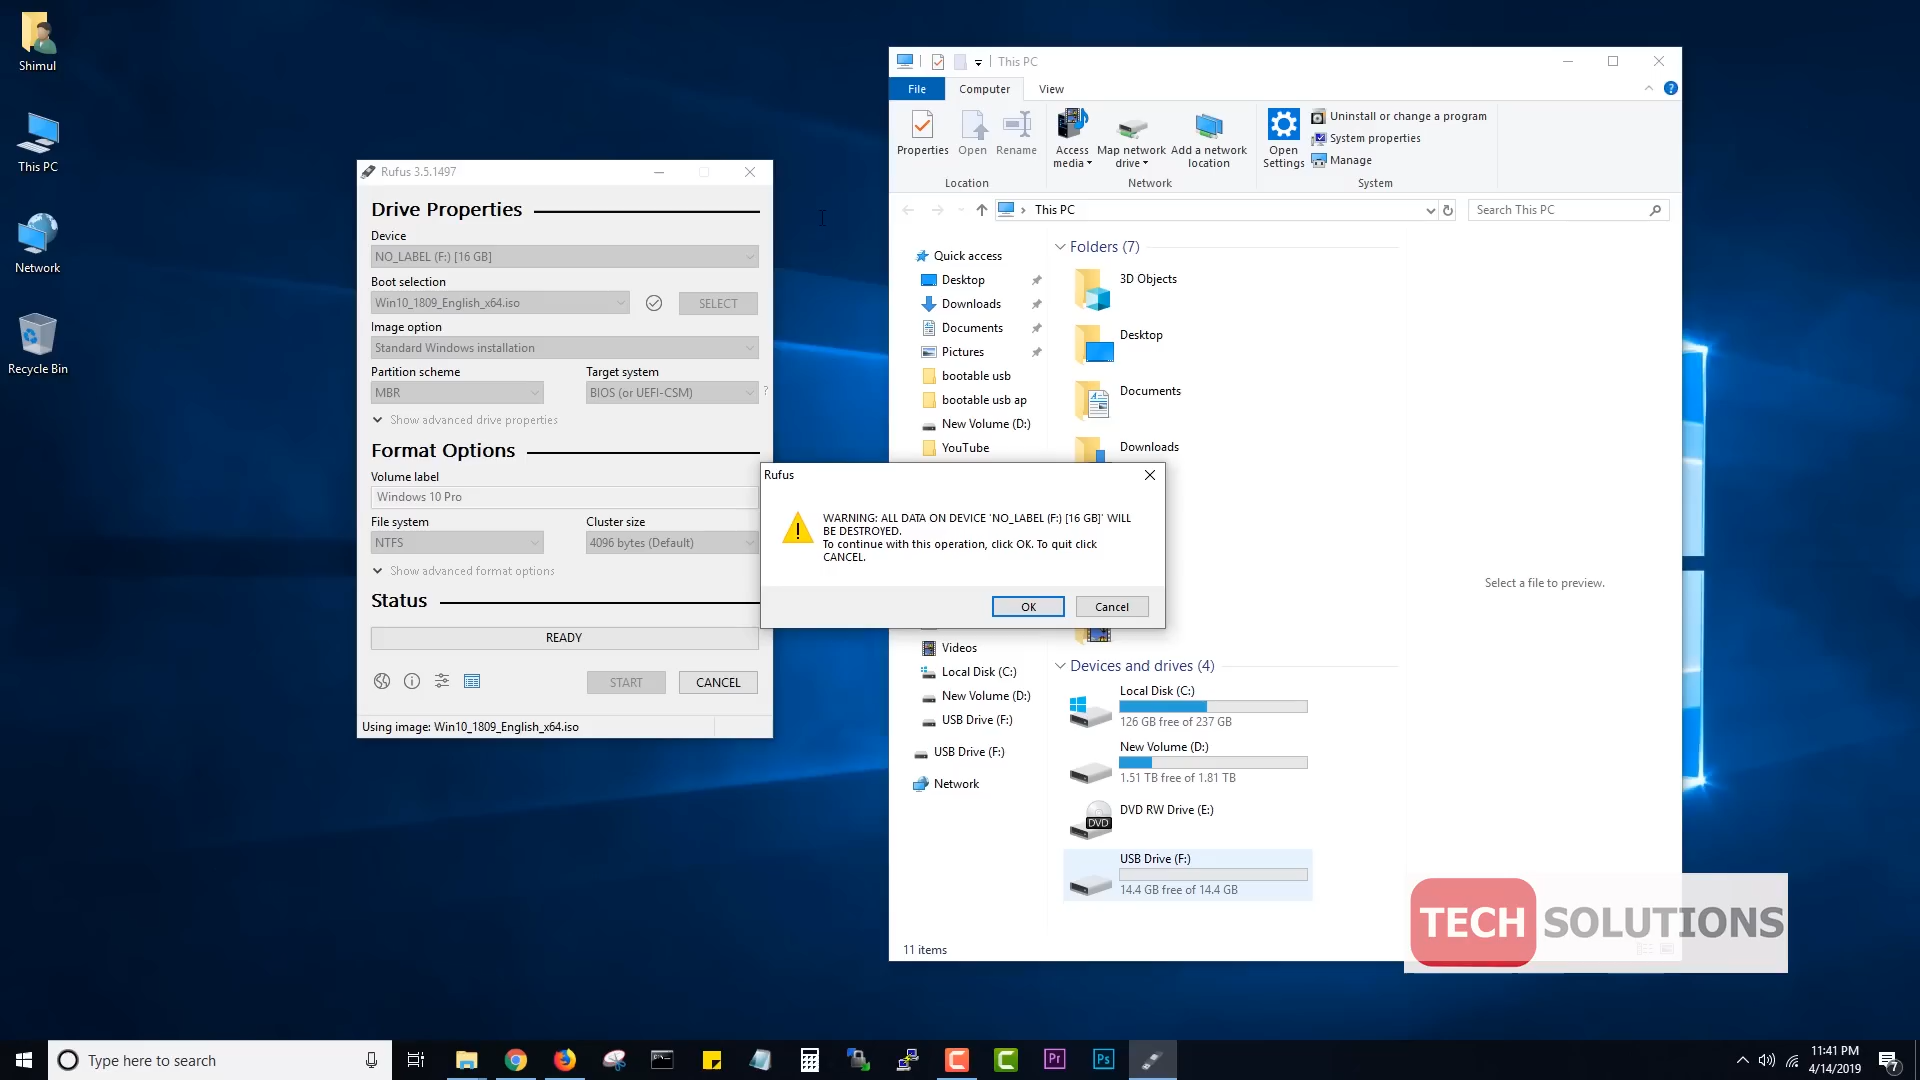 Shimul
This PC
Network
Recycle Bin
Rufus 3.5.1497
Drive Properties
Device
NO_LABEL (F:) [16 GB]
Boot selection
Win10_1809_English_x64.iso
SELECT
Image option
Standard Windows installation
Partition scheme
Target system
MBR
BIOS (or UEFI-CSM)
?
Show advanced drive properties
Format Options
Volume label
Windows 10 Pro
File system
Cluster size
NTFS
4096 bytes (Default)
Show advanced format options
Status
READY
START
CANCEL
Using image: Win10_1809_English_x64.iso
Rufus
WARNING: ALL DATA ON DEVICE 'NO_LABEL (F:) [16 GB]' WILL
BE DESTROYED.
To continue with this operation, click OK. To quit click
CANCEL.
OK
Cancel
This PC
File
Computer
View
Properties
Open
Rename
Access
media
Map network
drive
Add a network
location
Open
Settings
Uninstall or change a program
System properties
Manage
Location
Network
System
This PC
Search This PC
Quick access
Desktop
Downloads
Documents
Pictures
bootable usb
bootable usb ap
New Volume (D:)
YouTube
Videos
Local Disk (C:)
New Volume (D:)
USB Drive (F:)
USB Drive (F:)
Network
Folders (7)
3D Objects
Desktop
Documents
Downloads
Devices and drives (4)
Local Disk (C:)
126 GB free of 237 GB
New Volume (D:)
1.51 TB free of 1.81 TB
DVD
DVD RW Drive (E:)
USB Drive (F:)
14.4 GB free of 14.4 GB
Select a file to preview.
11 items
TECH SOLUTIONS
Type here to search
Pr
Ps
11:41 PM
4/14/2019
7